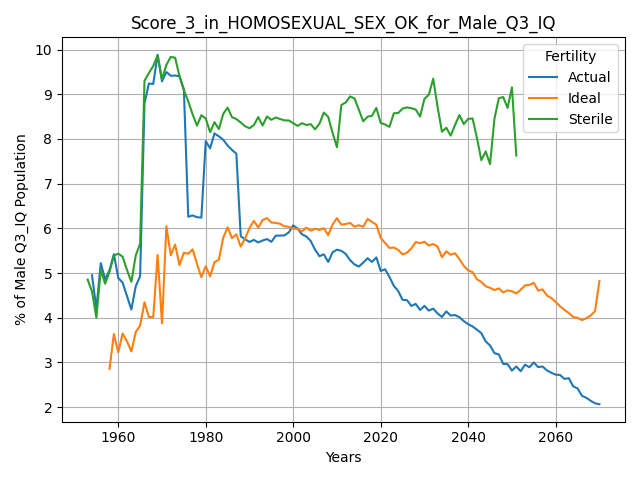 Score_3_in_HOMOSEXUAL_SEX_OK_for_Male_Q3_IQ
Fertility
Actual
Ideal
Sterile
% of Male Q3_IQ Population
10
9
8
7
6
5
4
3
2
1960
1980
2000
2020
2040
2060
Years